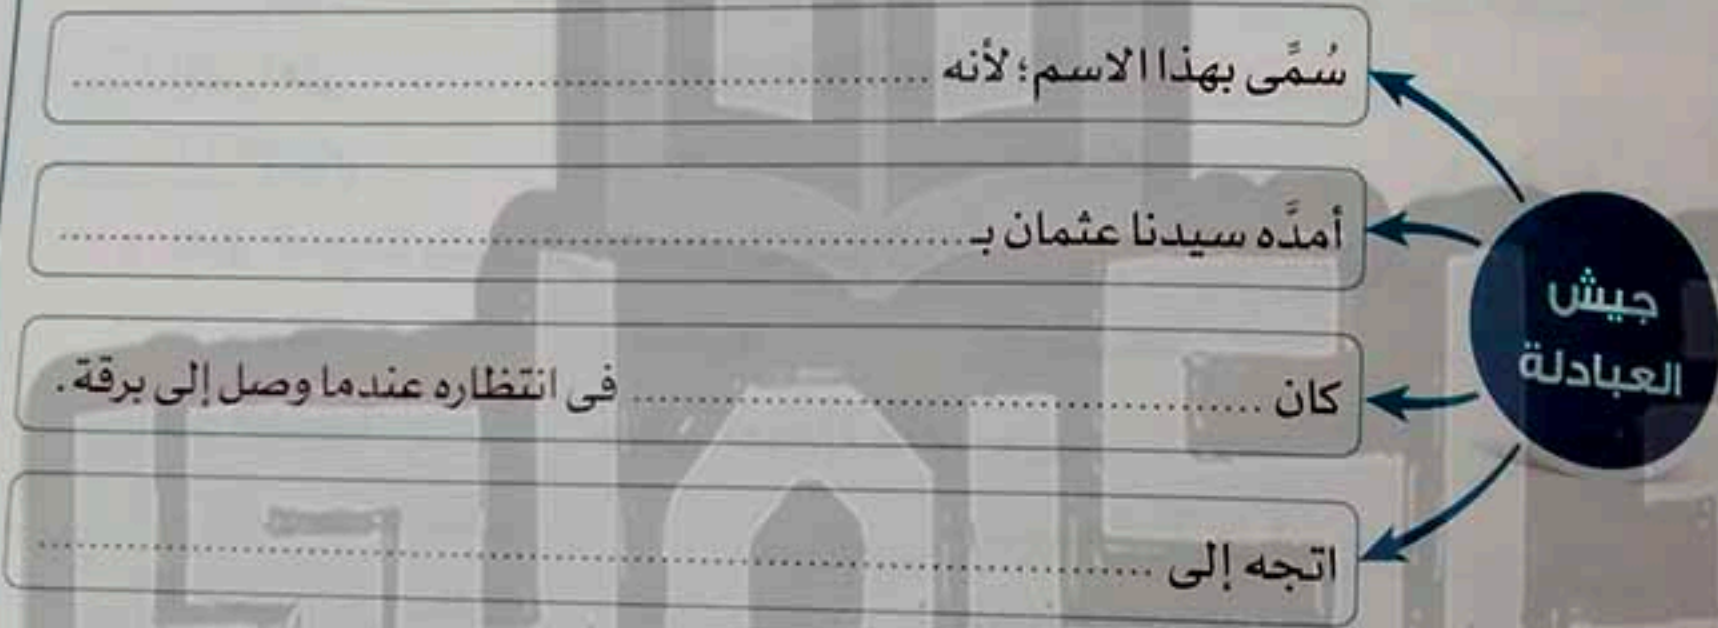 سُمَّى بهذا الاسم؛ لأنه ........................................
أمدَّه سيدنا عثمان بـ ........................................
جيش
العبادلة
كان ........................................ فى انتظاره عندما وصل إلى برقة.
اتجه إلى ........................................